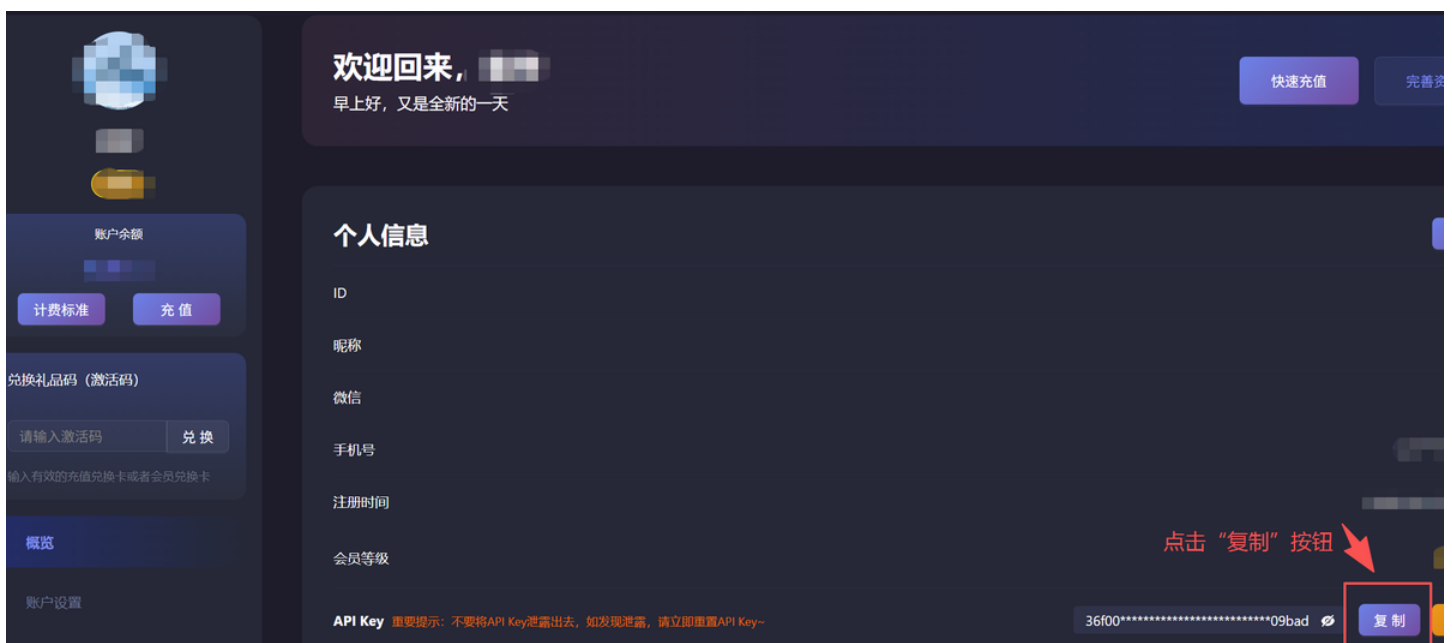 欢迎回来，
早上好，又是全新的一天
快速充值
完善资
账户余额
计费标准
充 值
兑换礼品码（激活码）
请输入激活码
兑 换
输入有效的充值兑换卡或者会员兑换卡
概览
账户设置
个人信息
ID
昵称
微信
手机号
注册时间
会员等级
点击“复制”按钮
API Key 重要提示：不要将API Key泄露出去，如发现泄露，请立即重置API Key~
36f00**************************09bad
复 制